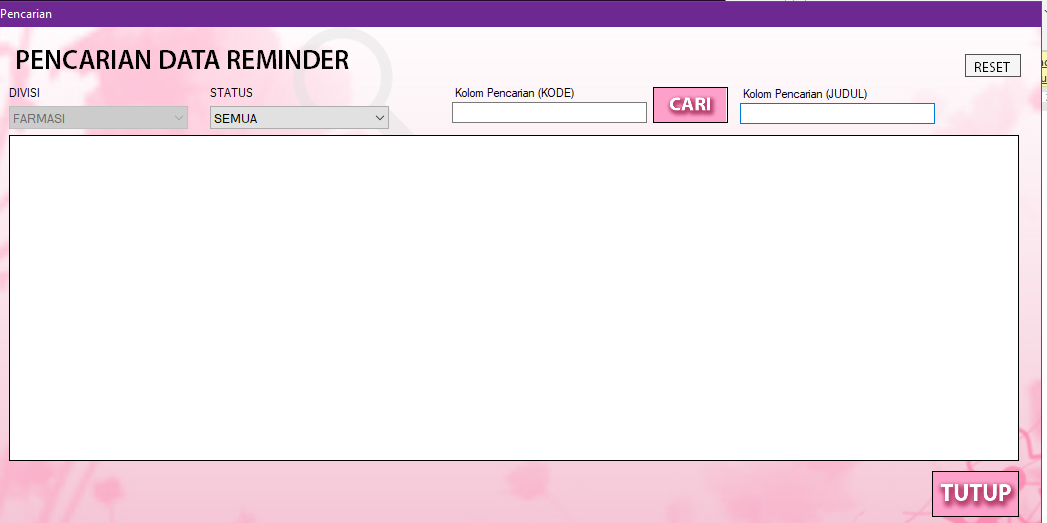 Pencarian
PENCARIAN DATA REMINDER
RESET
DIVISI
STATUS
Kolom Pencarian (KODE)
CARI
Kolom Pencarian (JUDUL)
FARMASI
SEMUA
TUTUP